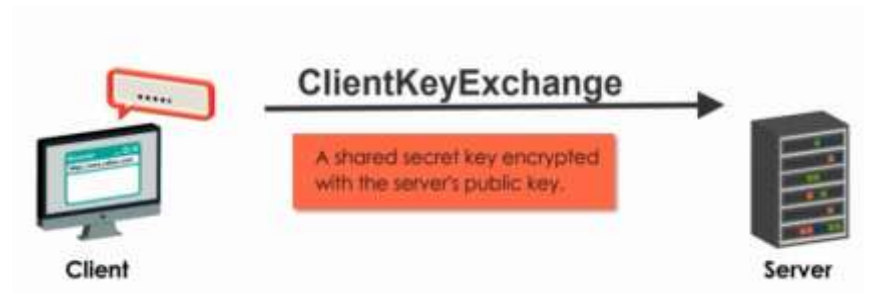 ClientKeyExchange
A shared secret key encrypted
with the server's public key.
Client
Server